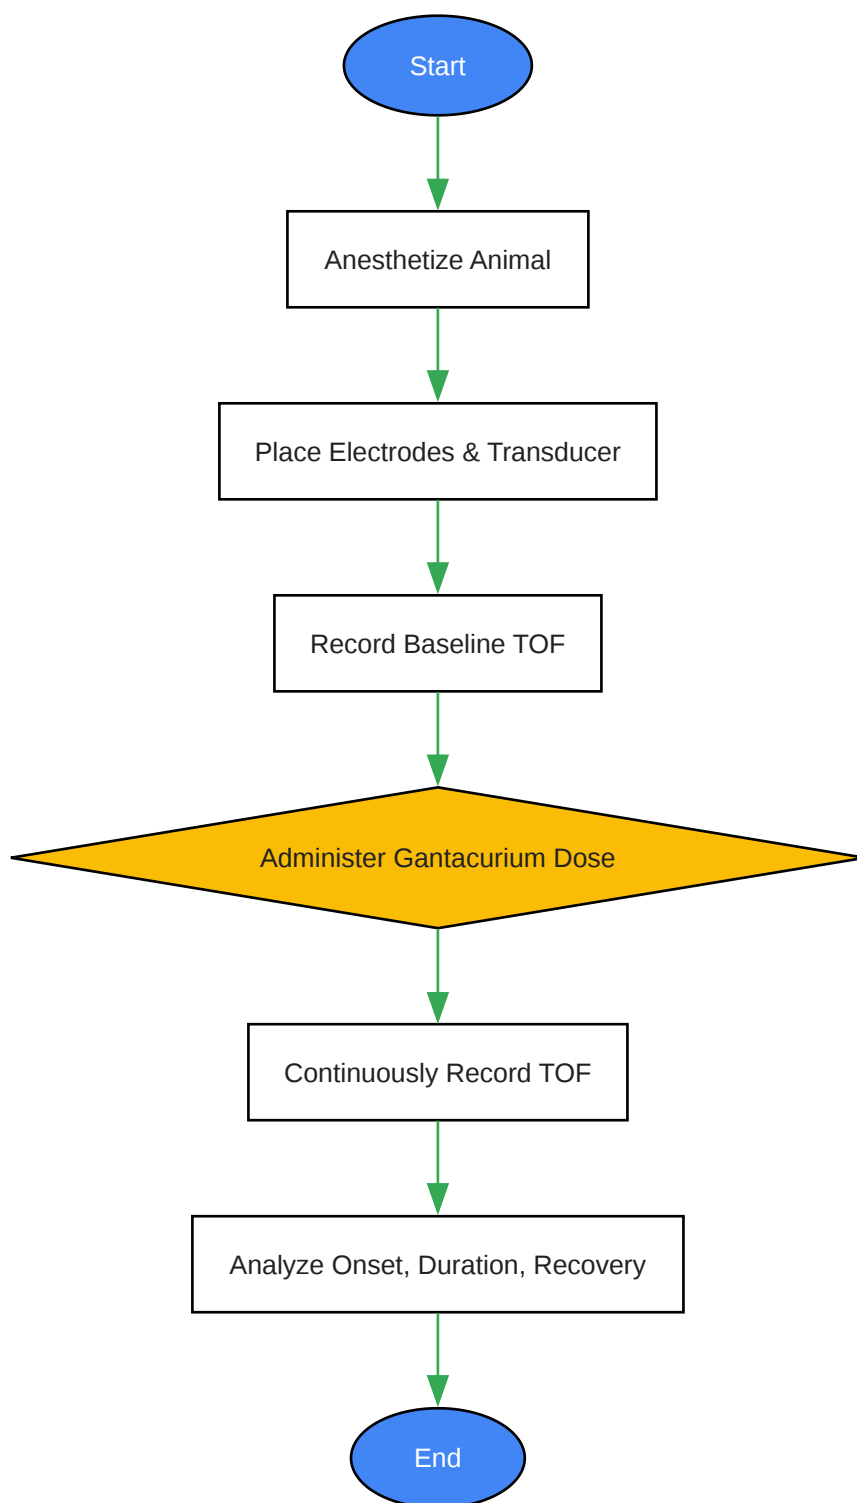 Start
Anesthetize Animal
Place Electrodes & Transducer
Record Baseline TOF
Administer Gantacurium Dose
Continuously Record TOF
Analyze Onset, Duration, Recovery
End